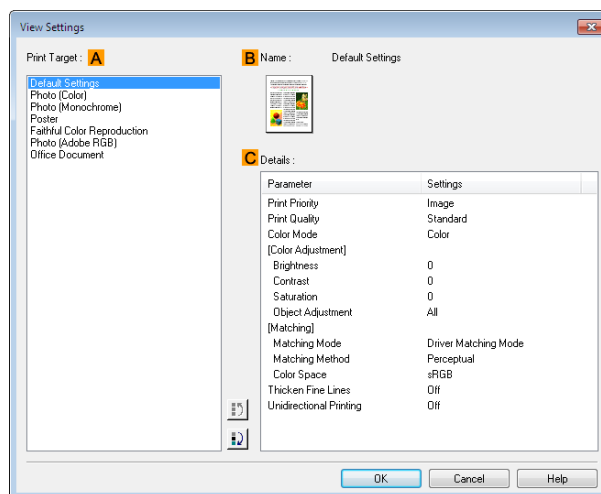 View Settings
Print Target : A
Default Settings
Photo (Color)
Photo (Monochrome)
Poster
Faithful Color Reproduction
Photo (Adobe RGB)
Office Document
B Name : Default Settings
C Details :
Parameter Settings
Print Priority Image
Print Quality Standard
Color Mode Color
[Color Adjustment]
Brightness 0
Contrast 0
Saturation 0
Object Adjustment All
[Matching]
Matching Mode Driver Matching Mode
Matching Method Perceptual
Color Space sRGB
Thicken Fine Lines Off
Unidirectional Printing Off
OK Cancel Help